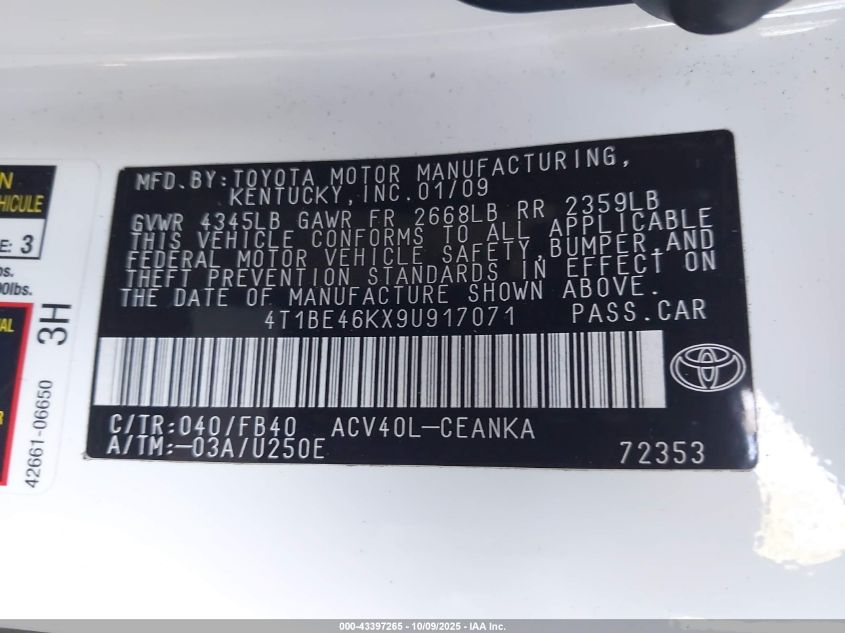 MFD.BY:TOYOTA MOTOR MANUFACTURING,
KENTUCKY,INC.01/09
GVWR 4345LB GAWR FR 2668LB RR 2359LB
THIS VEHICLE CONFORMS TO ALL APPLICABLE
FEDERAL MOTOR VEHICLE SAFETY,BUMPER,AND
THEFT PREVENTION STANDARDS IN EFFECT ON
THE DATE OF MANUFACTURE SHOWN ABOVE.
4T1BE46KX9U917071 PASS.CAR
C/TR:040/FB40 ACV40L-CEANKA
A/TM:-03A/U250E 72353
E: 3
3H
42661-06650
000-43397265 - 10/09/2025 - IAA Inc.